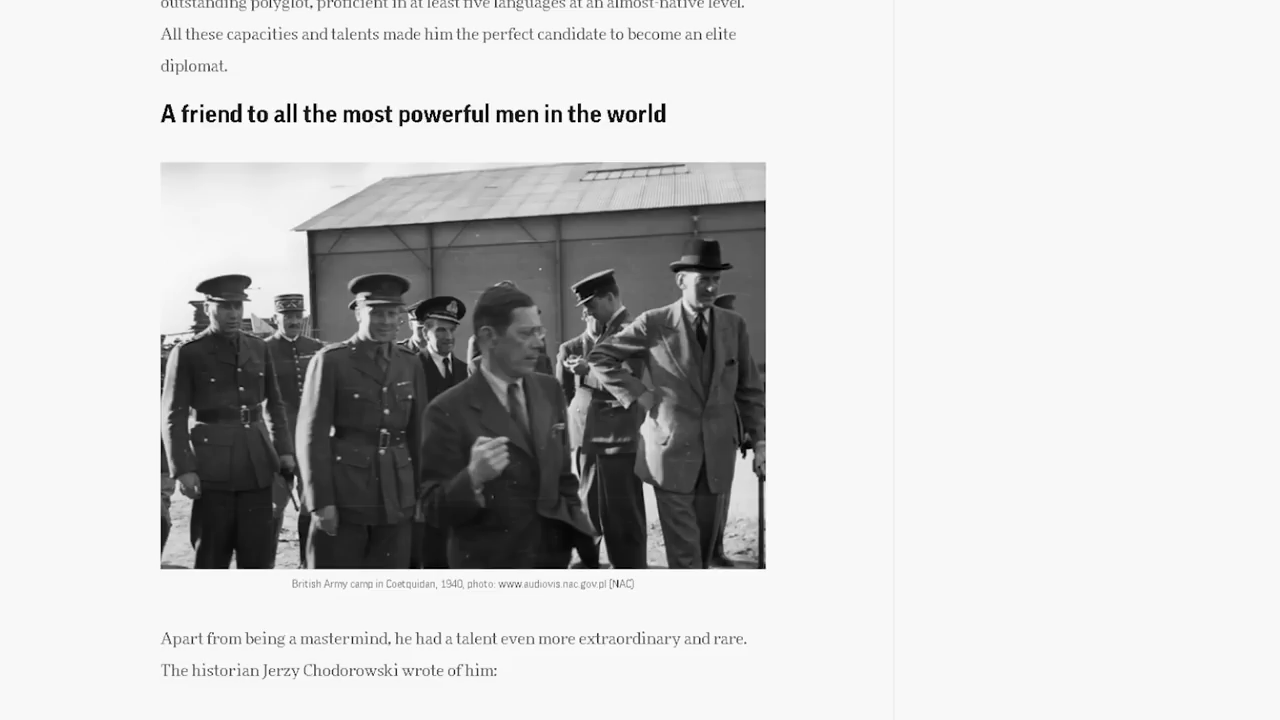 outstanding polyglot, proficient in at least five languages at an almost-native level.
All these capacities and talents made him the perfect candidate to become an elite
diplomat.
A friend to all the most powerful men in the world
British Army camp in Coetquidan, 1940, photo: www.audiovis.nac.gov.pl (NAC)
Apart from being a mastermind, he had a talent even more extraordinary and rare.
The historian Jerzy Chodorowski wrote of him: